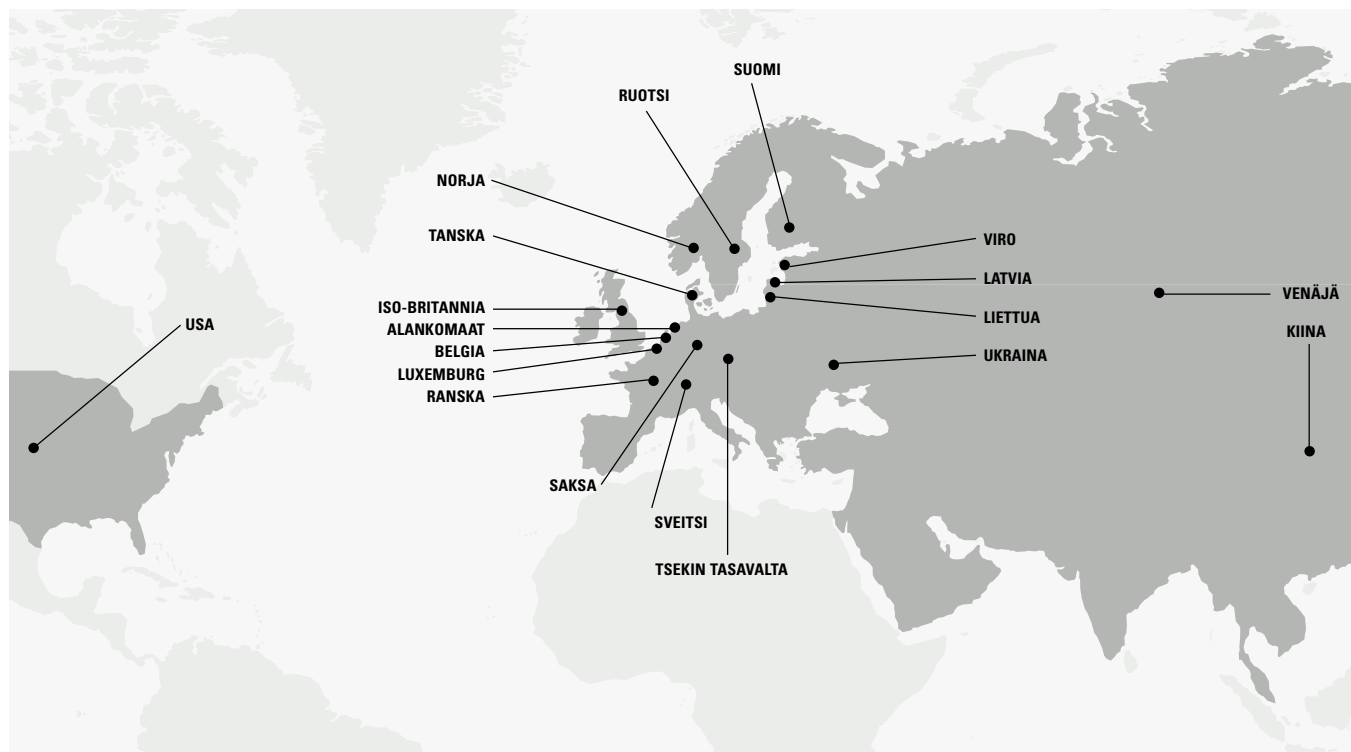 SUOMI
RUOTSI
NORJA
TANSKA
VIRO
LATVIA
VENÄJÄ
ISO-BRITANNIA
LIETTUA
USA
ALANKOMAAT
KIINA
BELGIA
UKRAINA
LUXEMBURG
RANSKA
SAKSA
SVEITSI
TSEKIN TASAVALTA